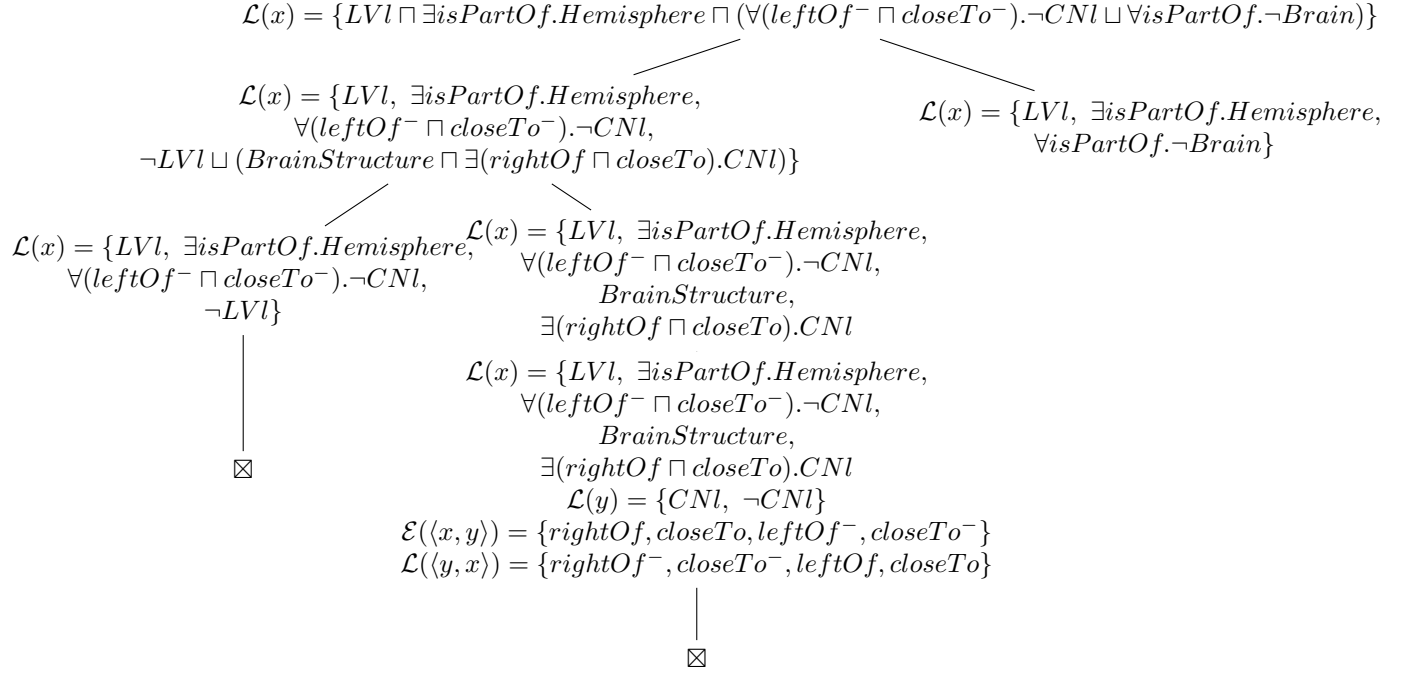 ℒ(x) = {LVl ⊓ ∃isPartOf.Hemisphere ⊓ (∀(leftOf⁻ ⊓ closeTo⁻).¬CNl ⊔ ∀isPartOf.¬Brain)}
ℒ(x) = {LVl, ∃isPartOf.Hemisphere,
∀(leftOf⁻ ⊓ closeTo⁻).¬CNl,
¬LVl ⊔ (BrainStructure ⊓ ∃(rightOf ⊓ closeTo).CNl)}
ℒ(x) = {LVl, ∃isPartOf.Hemisphere,
∀isPartOf.¬Brain}
ℒ(x) = {LVl, ∃isPartOf.Hemisphere,
∀(leftOf⁻ ⊓ closeTo⁻).¬CNl,
¬LVl}
⊠
ℒ(x) = {LVl, ∃isPartOf.Hemisphere,
∀(leftOf⁻ ⊓ closeTo⁻).¬CNl,
BrainStructure,
∃(rightOf ⊓ closeTo).CNl
ℒ(x) = {LVl, ∃isPartOf.Hemisphere,
∀(leftOf⁻ ⊓ closeTo⁻).¬CNl,
BrainStructure,
∃(rightOf ⊓ closeTo).CNl
ℒ(y) = {CNl, ¬CNl}
ℰ(⟨x, y⟩) = {rightOf, closeTo, leftOf⁻, closeTo⁻}
ℒ(⟨y, x⟩) = {rightOf⁻, closeTo⁻, leftOf, closeTo}
⊠